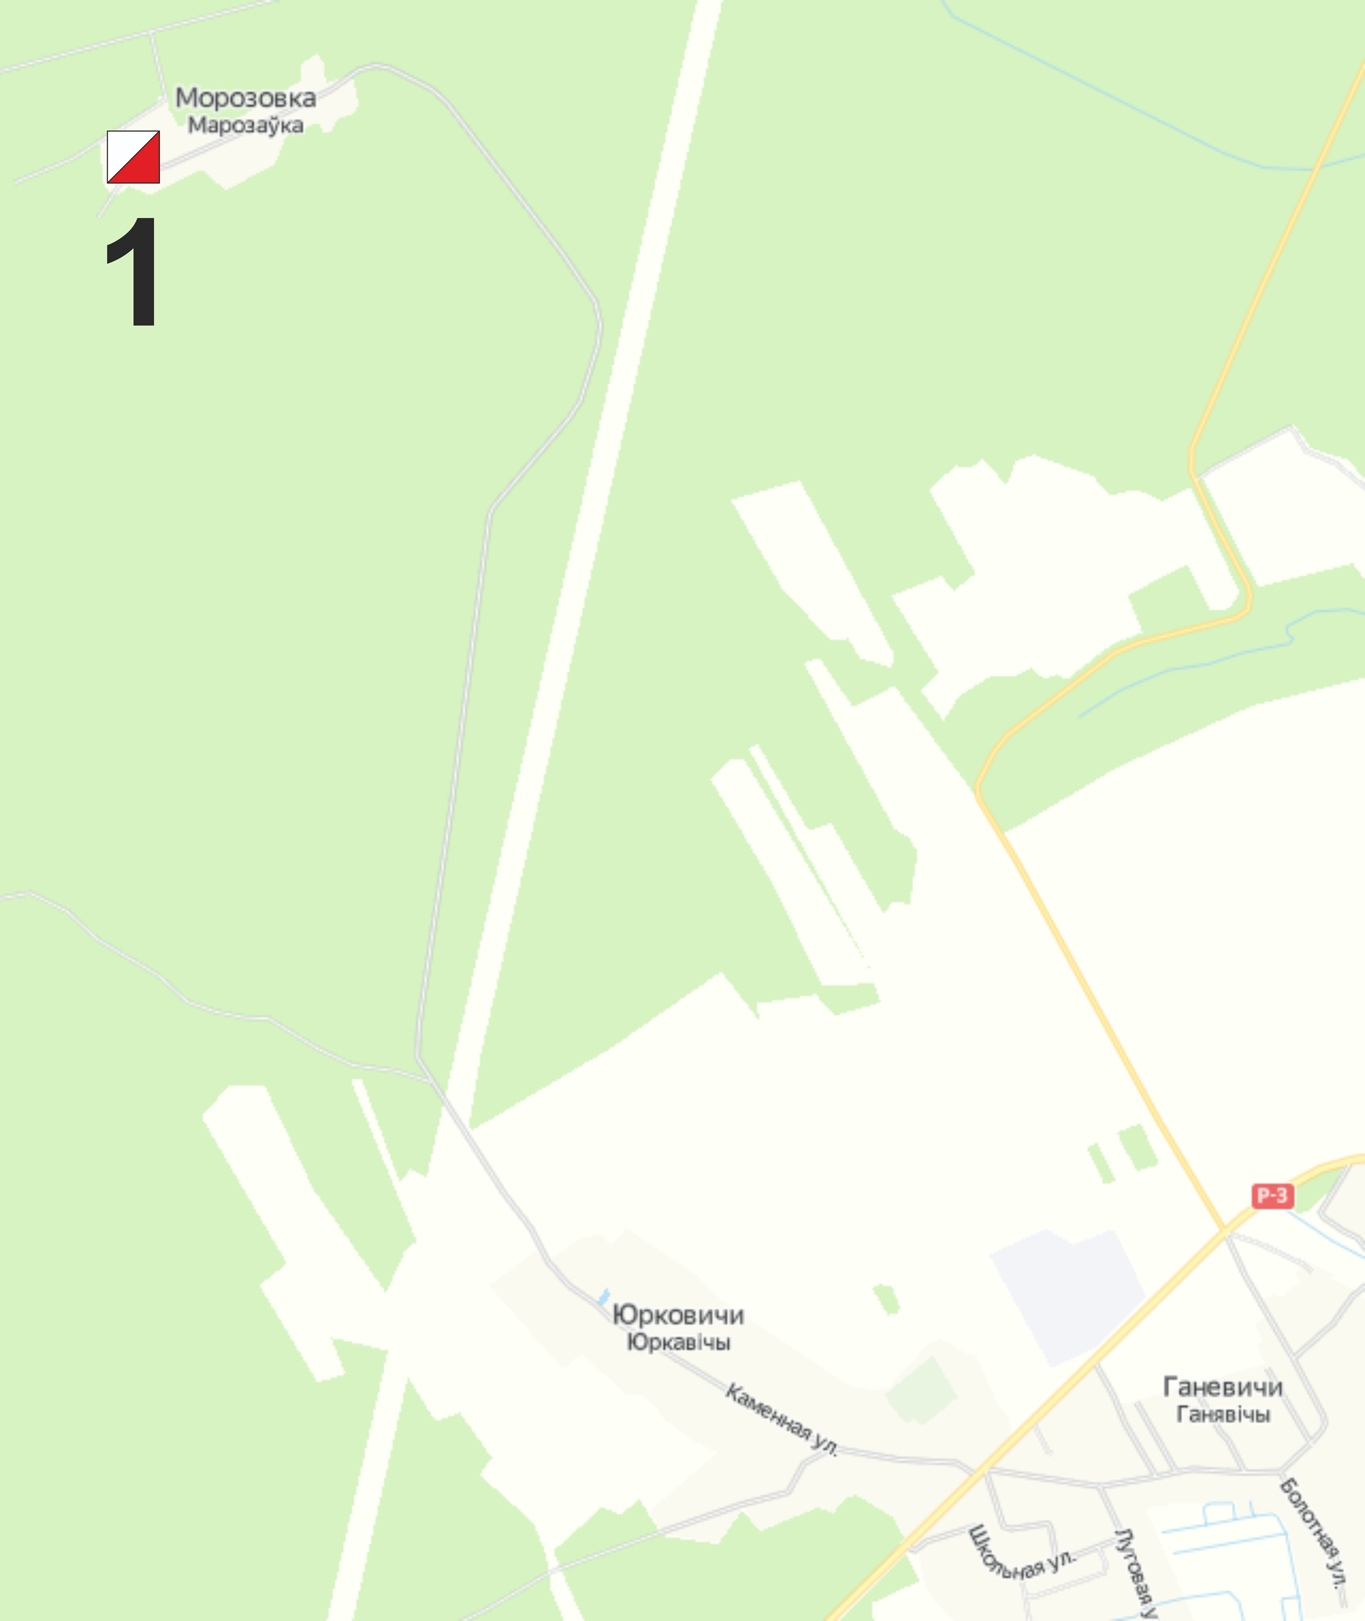 Морозовка
Марозаўка
1
Р-3
Юрковичи
Юркавічы
Каменная ул.
Ганевичи
Ганявічы
Болотная ул.
Школьная ул.
Луговая у